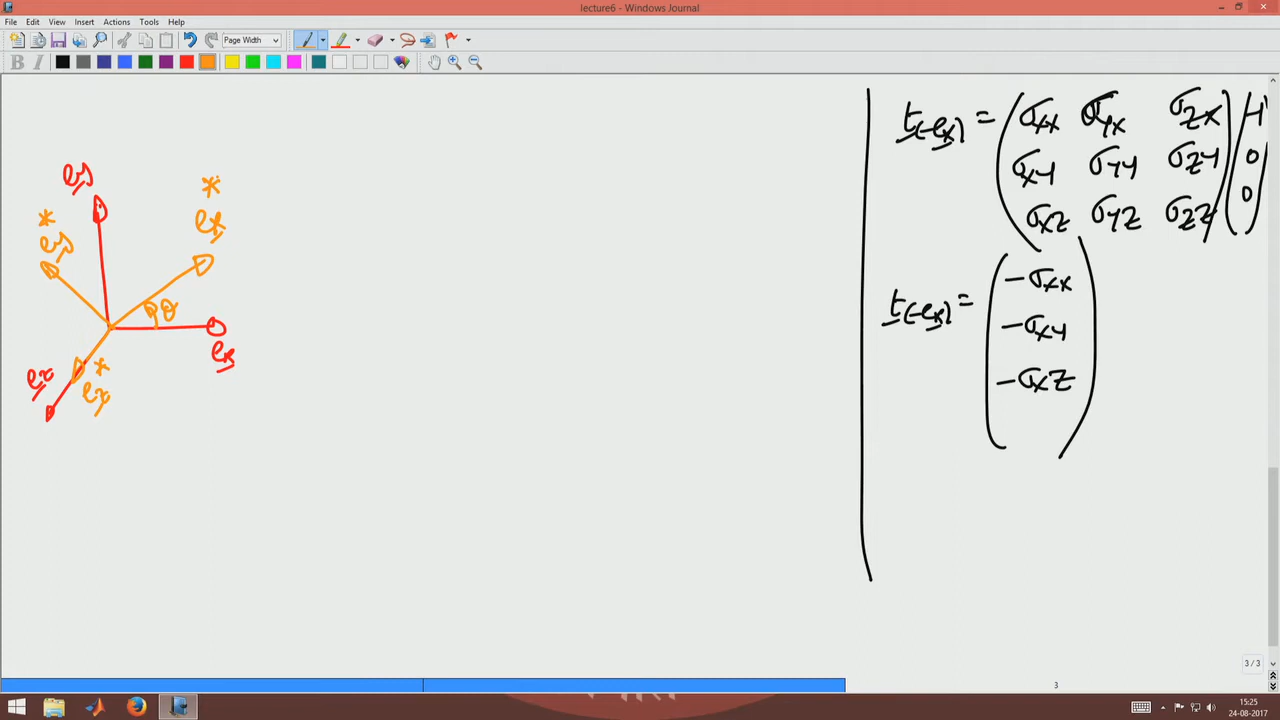 lecture6 - Windows Journal
File Edit View Insert Actions Tools Help
Page Width
B I
t(-ex) = (σxx σyx σzx) (-1
σxy σyy σzy 0
σxz σyz σzz) 0
t(-ex) = (-σxx
-σxy
-σxz)
ey
* ex
* ey
θ
ex
ez
* ez
3 / 3
3
15:25
24-08-2017